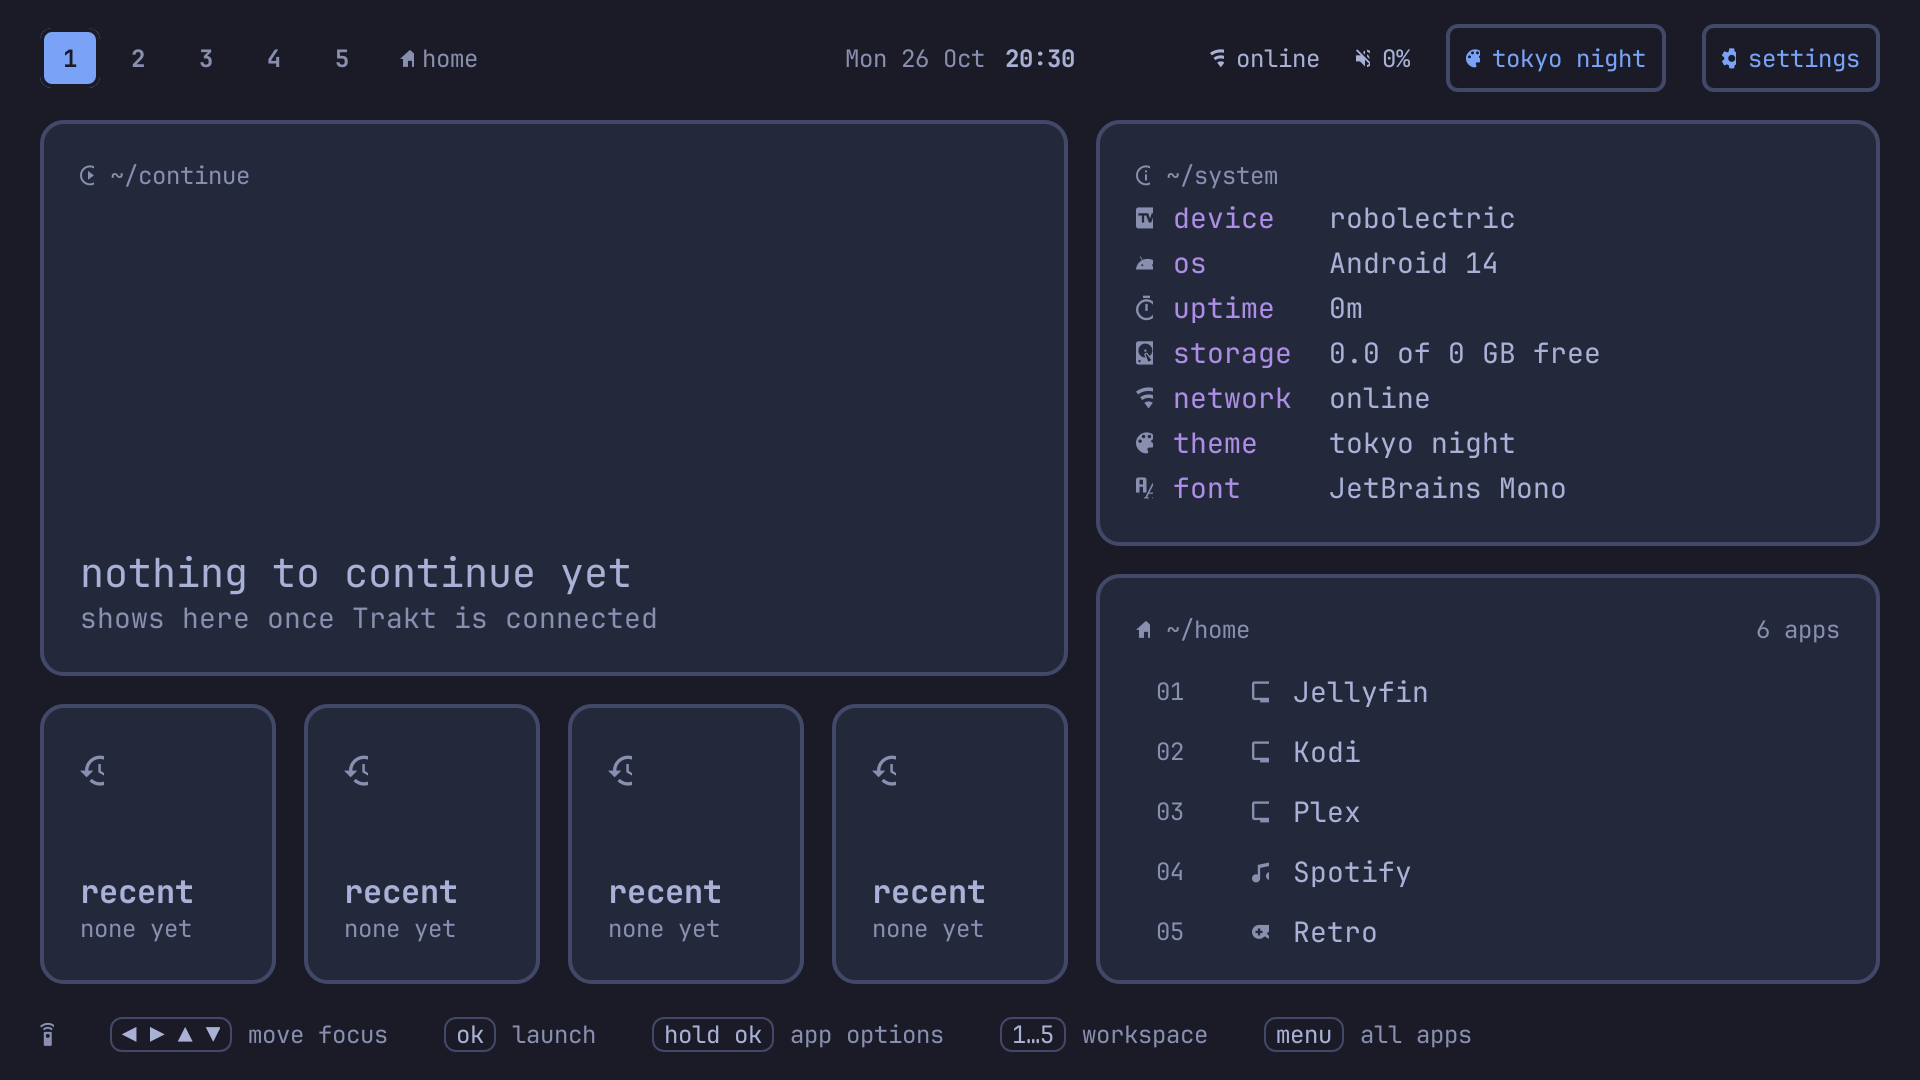 1 2 3 4 5 home Mon 26 Oct 20:30 online 0% tokyo night settings
~/continue
nothing to continue yet
shows here once Trakt is connected
~/system
device robolectric
os Android 14
uptime 0m
storage 0.0 of 0 GB free
network online
theme tokyo night
font JetBrains Mono
recent
none yet
recent
none yet
recent
none yet
recent
none yet
~/home 6 apps
01 Jellyfin
02 Kodi
03 Plex
04 Spotify
05 Retro
◀ ▶ ▲ ▼ move focus ok launch hold ok app options 1…5 workspace menu all apps